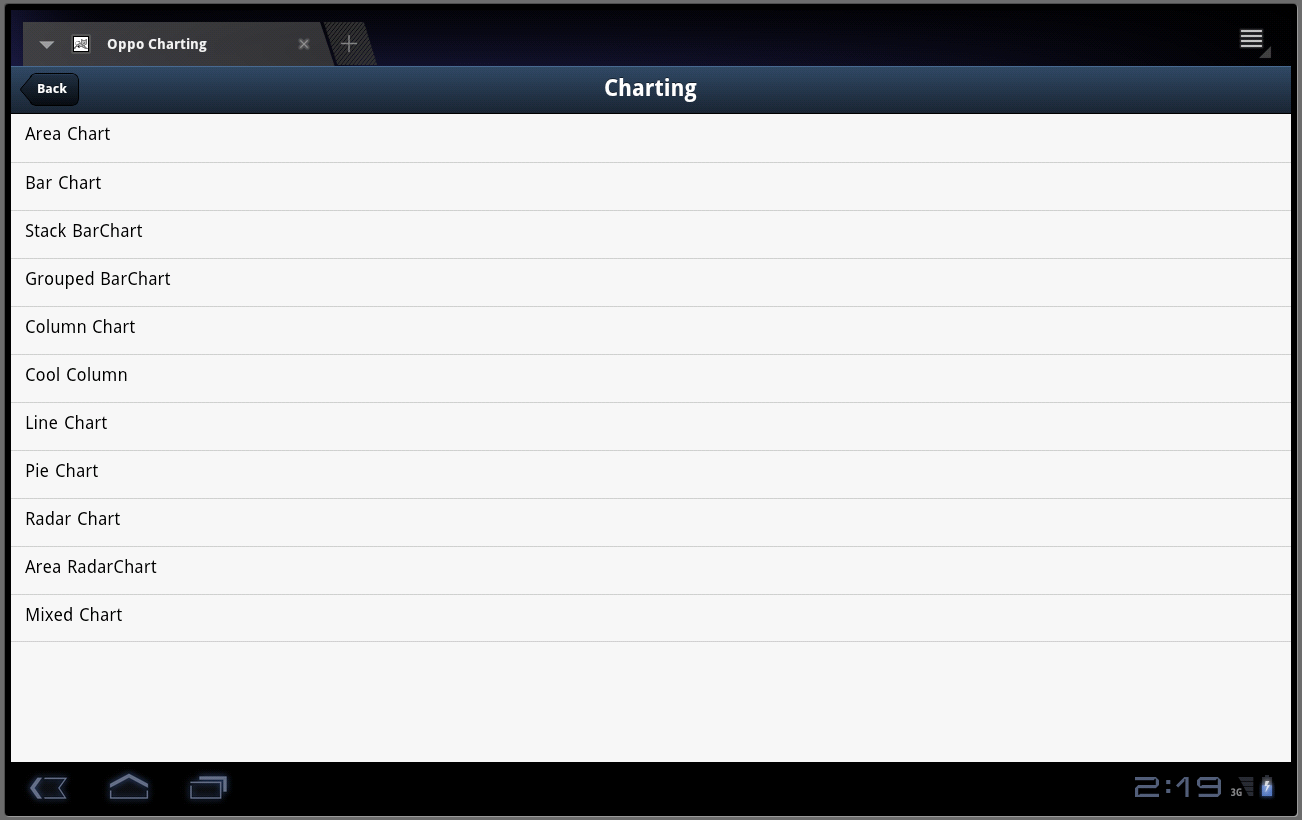 Oppo Charting
Back
Charting
Area Chart
Bar Chart
Stack BarChart
Grouped BarChart
Column Chart
Cool Column
Line Chart
Pie Chart
Radar Chart
Area RadarChart
Mixed Chart
2:19 3G